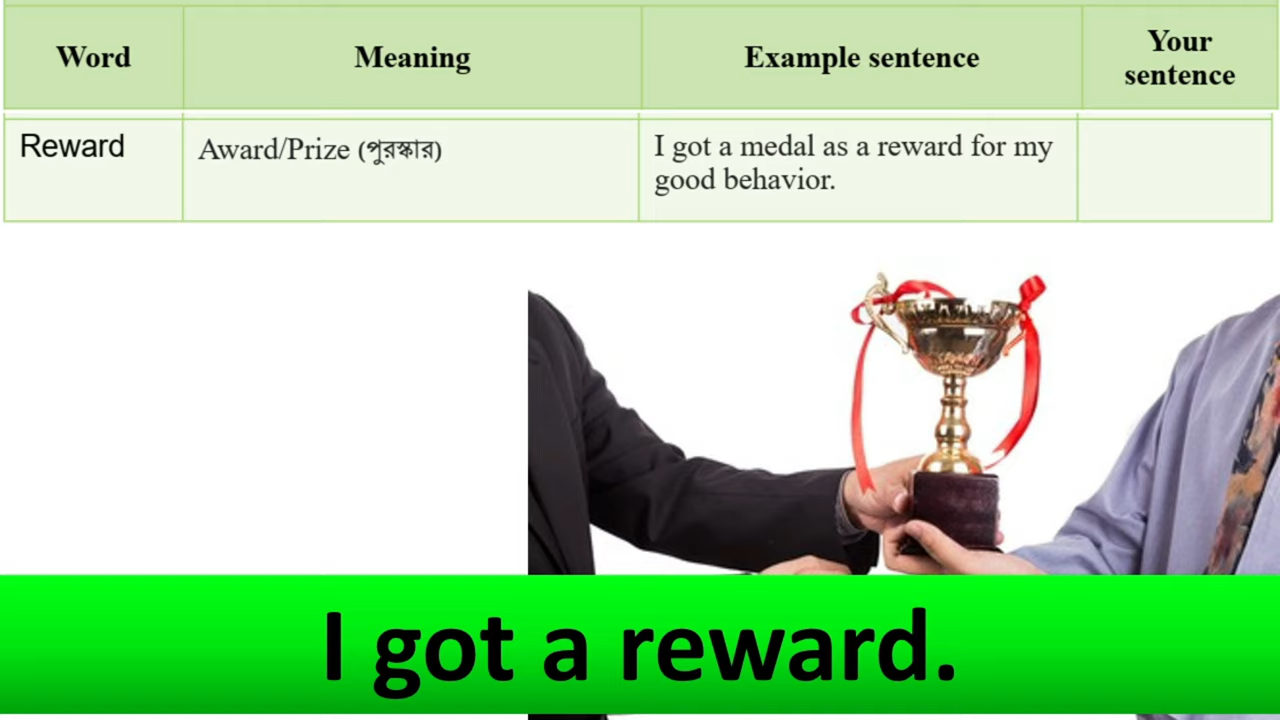 Word Meaning Example sentence Your sentence
Reward Award/Prize (পুরস্কার) I got a medal as a reward for my
good behavior.
I got a reward.